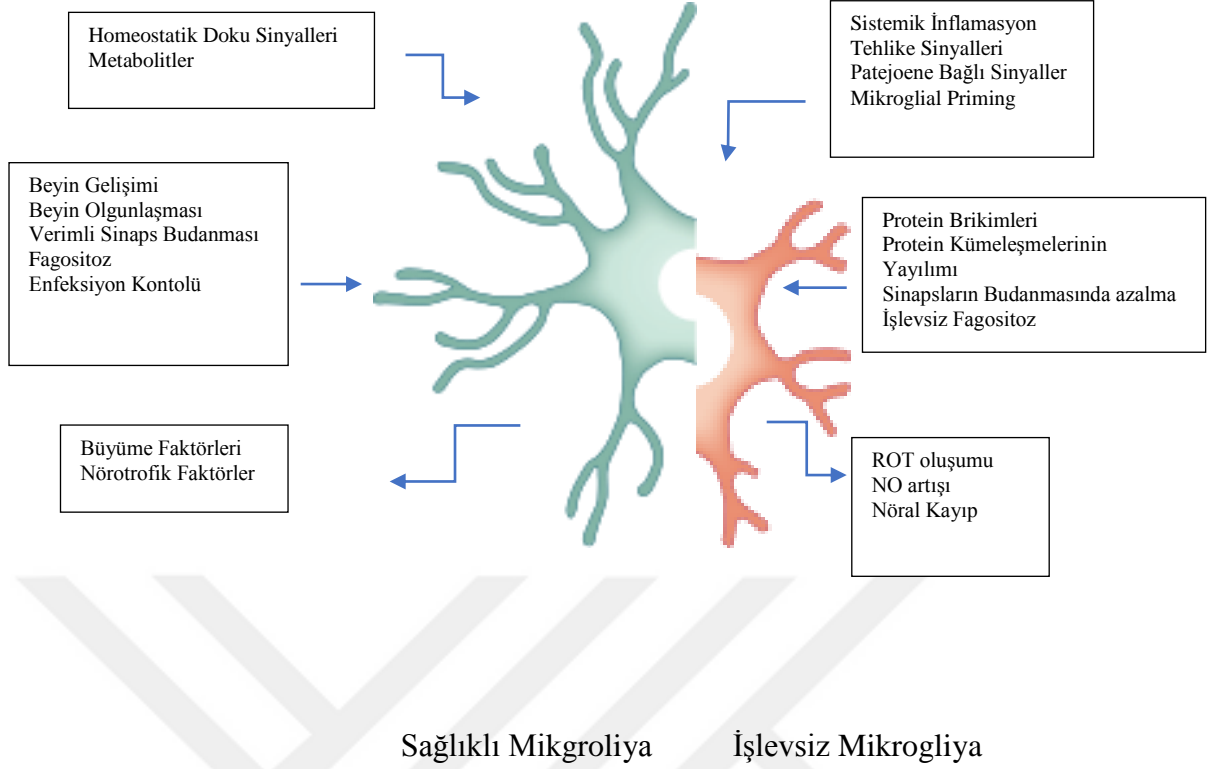 Homeostatik Doku Sinyalleri
Metabolitler
Sistemik İnflamasyon
Tehlike Sinyalleri
Patejoene Bağlı Sinyaller
Mikroglial Priming
Beyin Gelişimi
Beyin Olgunlaşması
Verimli Sinaps Budanması
Fagositoz
Enfeksiyon Kontolü
Protein Brikimleri
Protein Kümeleşmelerinin
Yayılımı
Sinapsların Budanmasında azalma
İşlevsiz Fagositoz
Büyüme Faktörleri
Nörotrofik Faktörler
ROT oluşumu
NO artışı
Nöral Kayıp
Sağlıklı Mikgroliya
İşlevsiz Mikrogliya